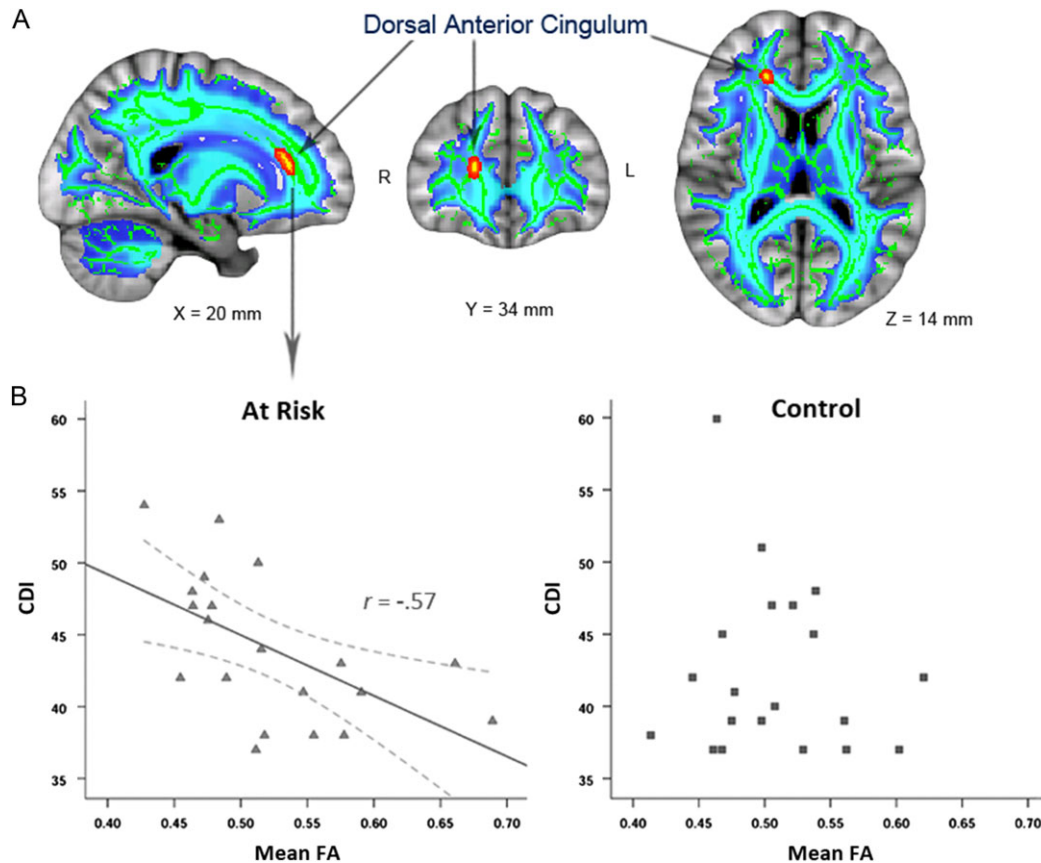 A
Dorsal Anterior Cingulum
R
L
X = 20 mm
Y = 34 mm
Z = 14 mm
B
At Risk
Control
60
55
50
45
40
35
CDI
r = -.57
0.40
0.45
0.50
0.55
0.60
0.65
0.70
Mean FA
60
55
50
45
40
35
CDI
0.40
0.45
0.50
0.55
0.60
0.65
0.70
Mean FA